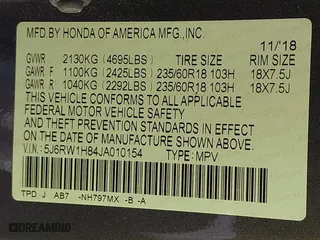 MFD BY HONDA OF AMERICA MFG.,INC.
11/'18
GVWR 2130KG (4695LBS) TIRE SIZE RIM SIZE
GAWR F 1100KG (2425LBS) 235/60R18 103H 18X7.5J
GAWR R 1040KG (2292LBS) 235/60R18 103H 18X7.5J
THIS VEHICLE CONFORMS TO ALL APPLICABLE
FEDERAL MOTOR VEHICLE SAFETY
AND THEFT PREVENTION STANDARDS IN EFFECT
ON THE DATE OF MANUFACTURE SHOWN ABOVE.
V.I.N.: 5J6RW1H84JA010154 TYPE: MPV
TPD J AB7 -NH797MX -B -A
DREAMBID